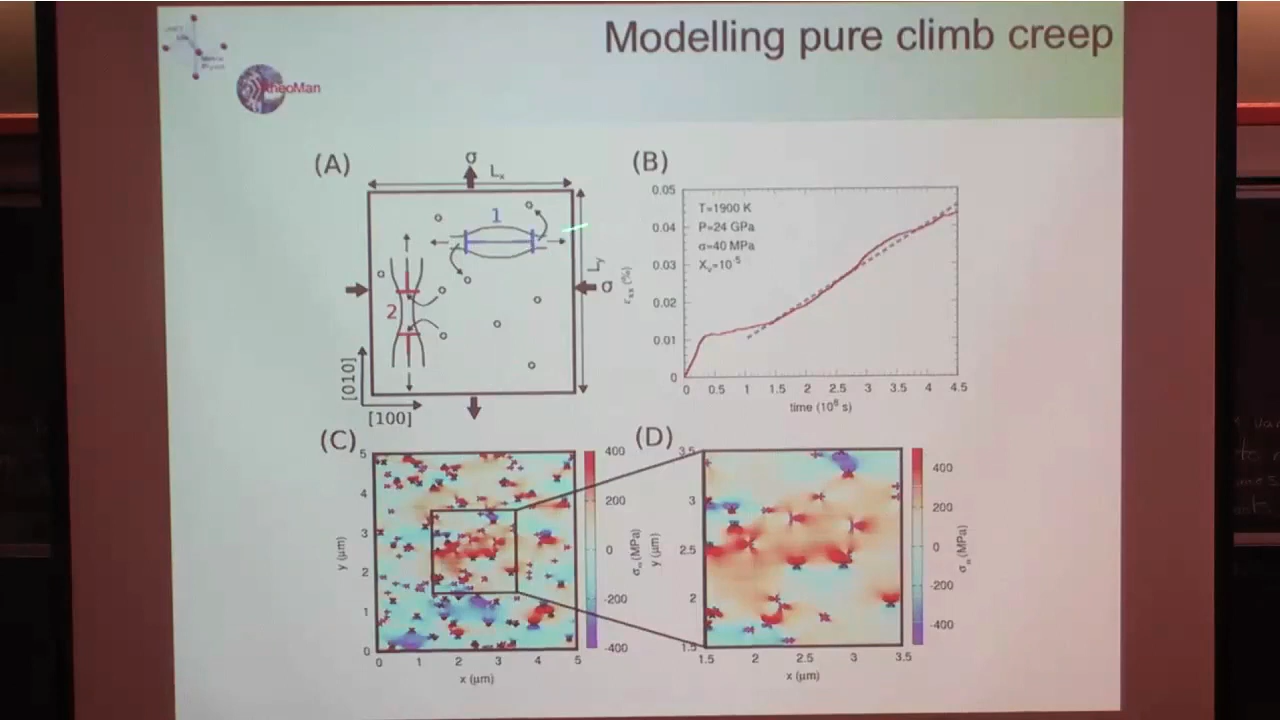 Modelling pure climb creep
RheoMan
(A)
σ
Lx
1
Ly
σ
2
[010]
[100]
(B)
0.05
0.04
0.03
0.02
0.01
0
T=1900 K
P=24 GPa
σ=40 MPa
Xv=10-5
εxx (%)
0 0.5 1 1.5 2 2.5 3 3.5 4 4.5
time (108 s)
(C)
5
4
3
2
1
0
y (μm)
0 1 2 3 4 5
x (μm)
400
200
0
-200
-400
(MPa)
(D)
3.5
3
2.5
2
1.5
y (μm)
1.5 2 2.5 3 3.5
x (μm)
400
200
0
-200
-400
(MPa)